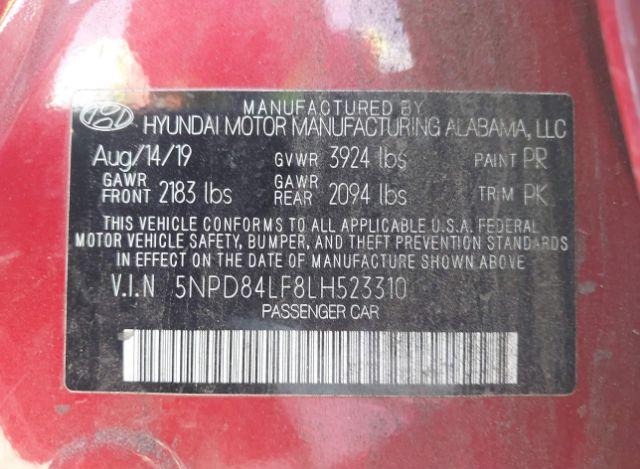 MANUFACTURED BY
HYUNDAI MOTOR MANUFACTURING ALABAMA, LLC
Aug/14/19 GVWR 3924 lbs PAINT PR
GAWR FRONT 2183 lbs GAWR REAR 2094 lbs TRIM PK
THIS VEHICLE CONFORMS TO ALL APPLICABLE U.S.A. FEDERAL
MOTOR VEHICLE SAFETY, BUMPER, AND THEFT PREVENTION STANDARDS
IN EFFECT ON THE DATE OF MANUFACTURE SHOWN ABOVE.
V.I.N 5NPD84LF8LH523310
PASSENGER CAR